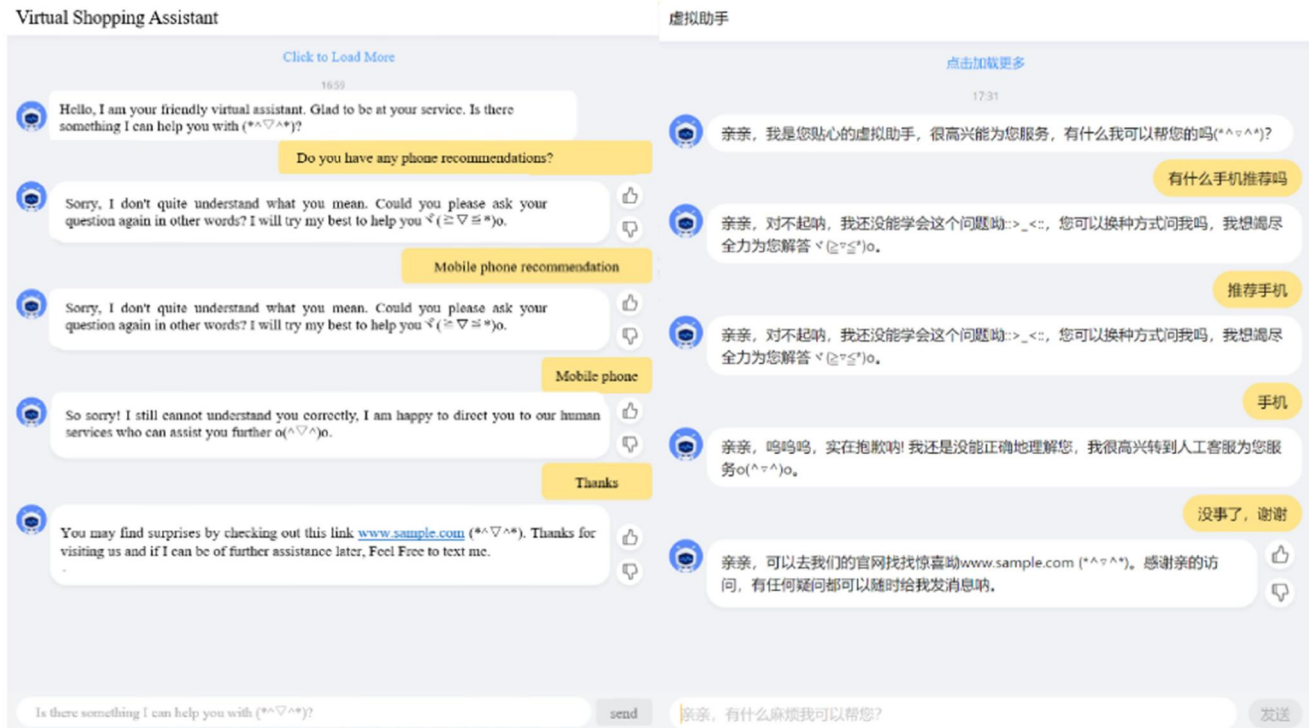 Virtual Shopping Assistant
Click to Load More
16:59
Hello, I am your friendly virtual assistant. Glad to be at your service. Is there
something I can help you with (*^▽^*)?
Do you have any phone recommendations?
Sorry, I don't quite understand what you mean. Could you please ask your
question again in other words? I will try my best to help you ヾ(≧▽≦*)o.
Mobile phone recommendation
Sorry, I don't quite understand what you mean. Could you please ask your
question again in other words? I will try my best to help you ヾ(≧▽≦*)o.
Mobile phone
So sorry! I still cannot understand you correctly, I am happy to direct you to our human
services who can assist you further o(^▽^)o.
Thanks
You may find surprises by checking out this link www.sample.com (*^▽^*). Thanks for
visiting us and if I can be of further assistance later, Feel Free to text me.
Is there something I can help you with (*^▽^*)?
send
虚拟助手
点击加载更多
17:31
亲亲，我是您贴心的虚拟助手，很高兴能为您服务，有什么我可以帮您的吗(*^▽^*)?
有什么手机推荐吗
亲亲，对不起呐，我还没能学会这个问题呦::>_<::，您可以换种方式问我吗，我想竭尽
全力为您解答ヾ(≧▽≦*)o。
推荐手机
亲亲，对不起呐，我还没能学会这个问题呦::>_<::，您可以换种方式问我吗，我想竭尽
全力为您解答ヾ(≧▽≦*)o。
手机
亲亲，呜呜呜，实在抱歉呐! 我还是没能正确地理解您，我很高兴转到人工客服为您服
务o(^▽^)o。
没事了，谢谢
亲亲，可以去我们的官网找找惊喜呦www.sample.com (*^▽^*)。感谢亲的访
问，有任何疑问都可以随时给我发消息呐。
亲亲，有什么麻烦我可以帮您?
发送